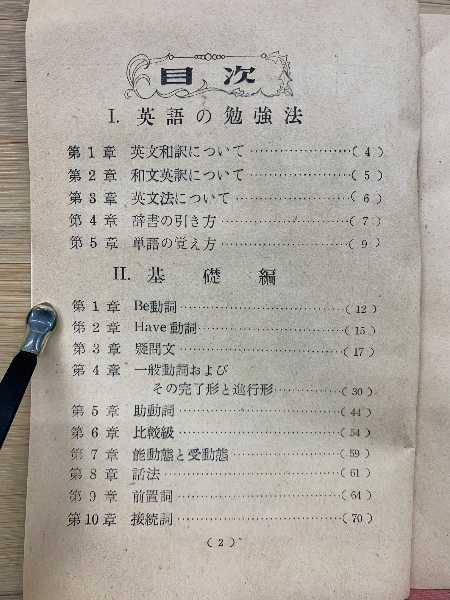 目次
I. 英語の勉強法
第1章 英文和訳について……………………(4)
第2章 和文英訳について……………………(5)
第3章 英文法について………………………(6)
第4章 辞書の引き方…………………………(7)
第5章 単語の覚え方…………………………(9)
II. 基礎編
第1章 Be動詞………………………………(12)
第2章 Have動詞……………………………(15)
第3章 疑問文…………………………………(17)
第4章 一般動詞および
その完了形と進行形…………(30)
第5章 助動詞…………………………………(44)
第6章 比較級…………………………………(54)
第7章 能動態と受動態………………………(59)
第8章 話法……………………………………(61)
第9章 前置詞…………………………………(64)
第10章 接続詞…………………………………(70)
(2)